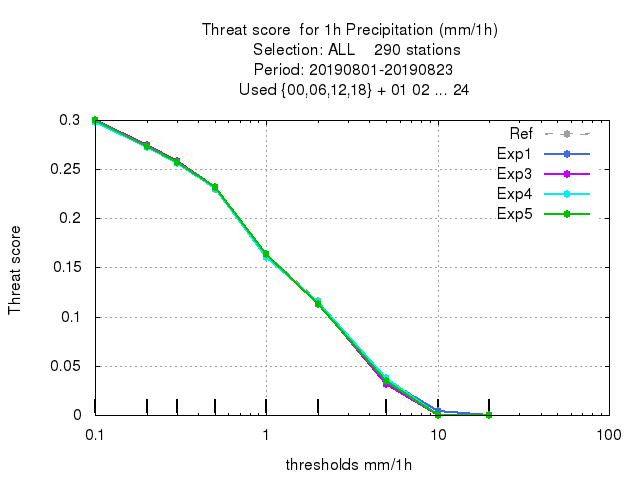 Threat score  for 1h Precipitation (mm/1h)
Selection: ALL    290 stations
Period: 20190801-20190823
Used {00,06,12,18} + 01 02 ... 24
Ref
Exp1
Exp3
Exp4
Exp5
0.3
0.25
0.2
0.15
0.1
0.05
0
Threat score
0.1 1 10 100
thresholds mm/1h